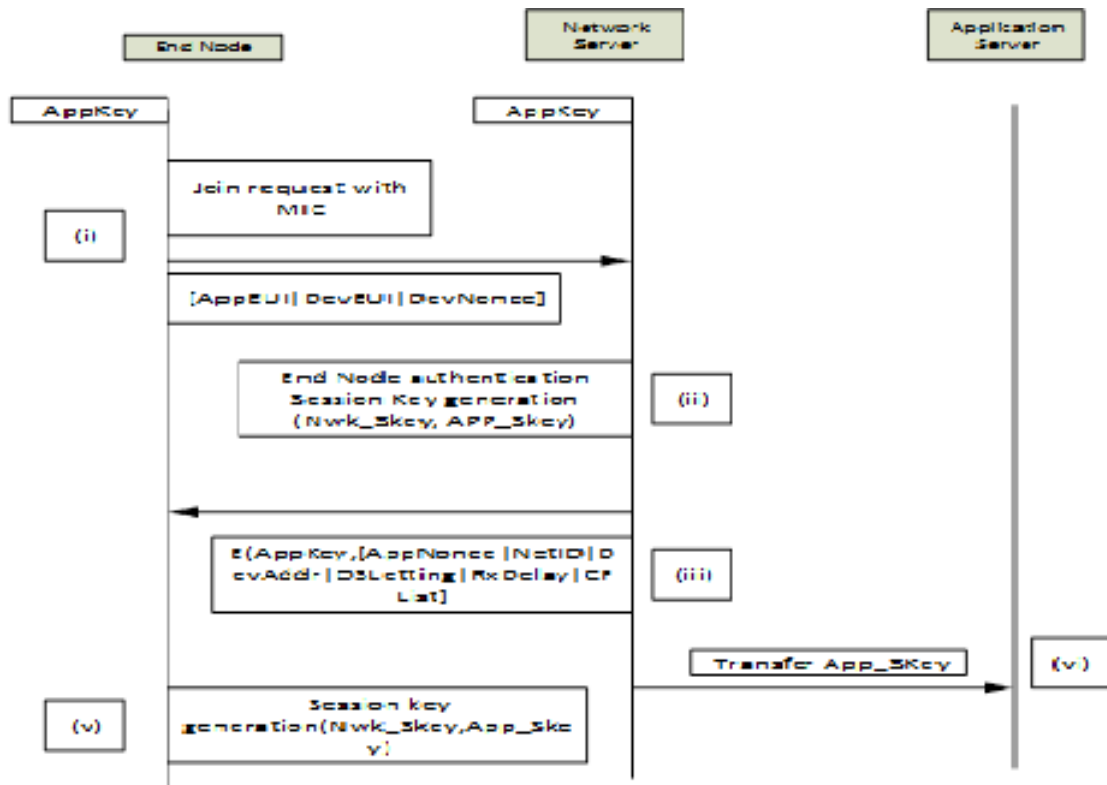 End Node
Network
Server
Application
Server
AppKey
AppKey
Join request with
MIC
(i)
[AppEUI|DevEUI|DevNonce]
End Node authentication
Session Key generation
(Nwk_Skey, APP_Skey)
(ii)
E(AppKey,[AppNonce|NetID|D
evAddr|DSLetting|RxDelay|CF
List]
(iii)
Transfer App_SKey
(vi)
Session key
generation(Nwk_Skey,App_Ske
y)
(v)